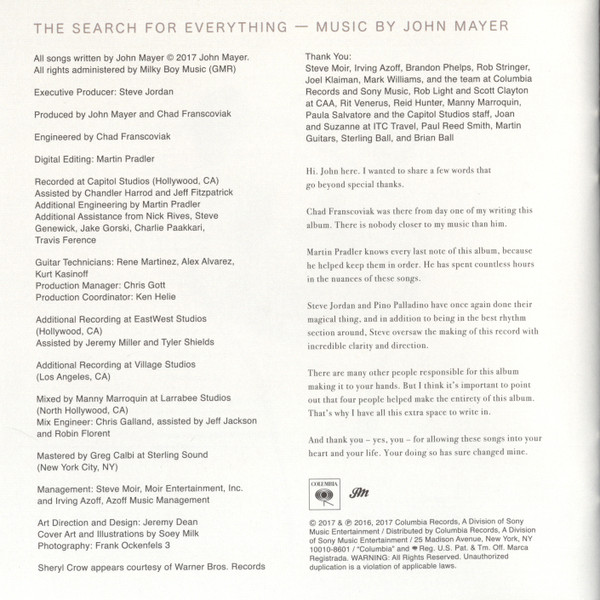 THE SEARCH FOR EVERYTHING — MUSIC BY JOHN MAYER
All songs written by John Mayer © 2017 John Mayer.
All rights administered by Milky Boy Music (GMR)
Executive Producer: Steve Jordan
Produced by John Mayer and Chad Franscoviak
Engineered by Chad Franscoviak
Digital Editing: Martin Pradler
Recorded at Capitol Studios (Hollywood, CA)
Assisted by Chandler Harrod and Jeff Fitzpatrick
Additional Engineering by Martin Pradler
Additional Assistance from Nick Rives, Steve
Genewick, Jake Gorski, Charlie Paakkari,
Travis Ference
Guitar Technicians: Rene Martinez, Alex Alvarez,
Kurt Kasinoff
Production Manager: Chris Gott
Production Coordinator: Ken Helie
Additional Recording at EastWest Studios
(Hollywood, CA)
Assisted by Jeremy Miller and Tyler Shields
Additional Recording at Village Studios
(Los Angeles, CA)
Mixed by Manny Marroquin at Larrabee Studios
(North Hollywood, CA)
Mix Engineer: Chris Galland, assisted by Jeff Jackson
and Robin Florent
Mastered by Greg Calbi at Sterling Sound
(New York City, NY)
Management: Steve Moir, Moir Entertainment, Inc.
and Irving Azoff, Azoff Music Management
Art Direction and Design: Jeremy Dean
Cover Art and Illustrations by Soey Milk
Photography: Frank Ockenfels 3
Sheryl Crow appears courtesy of Warner Bros. Records
Thank You:
Steve Moir, Irving Azoff, Brandon Phelps, Rob Stringer,
Joel Klaiman, Mark Williams, and the team at Columbia
Records and Sony Music, Rob Light and Scott Clayton
at CAA, Rit Venerus, Reid Hunter, Manny Marroquin,
Paula Salvatore and the Capitol Studios staff, Joan
and Suzanne at ITC Travel, Paul Reed Smith, Martin
Guitars, Sterling Ball, and Brian Ball
Hi. John here. I wanted to share a few words that
go beyond special thanks.
Chad Franscoviak was there from day one of my writing this
album. There is nobody closer to my music than him.
Martin Pradler knows every last note of this album, because
he helped keep them in order. He has spent countless hours
in the nuances of these songs.
Steve Jordan and Pino Palladino have once again done their
magical thing, and in addition to being in the best rhythm
section around, Steve oversaw the making of this record with
incredible clarity and direction.
There are many other people responsible for this album
making it to your hands. But I think it's important to point
out that four people helped make the entirety of this album.
That's why I have all this extra space to write in.
And thank you – yes, you – for allowing these songs into your
heart and your life. Your doing so has sure changed mine.
COLUMBIA
© 2017 & ℗ 2016, 2017 Columbia Records, A Division of Sony
Music Entertainment / Distributed by Columbia Records, A Division
of Sony Music Entertainment / 25 Madison Avenue, New York, NY
10010-8601 / "Columbia" and Reg. U.S. Pat. & Tm. Off. Marca
Registrada. WARNING: All Rights Reserved. Unauthorized
duplication is a violation of applicable laws.